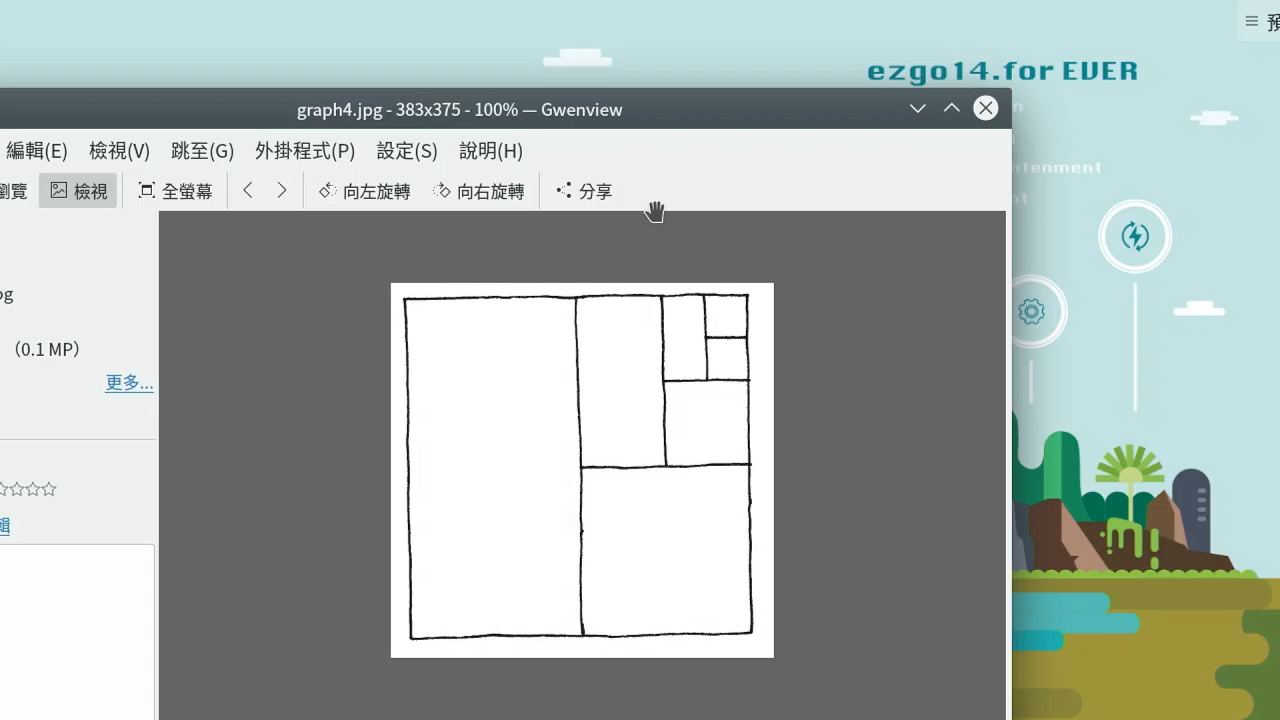 預
ezgo14.for EVER
graph4.jpg - 383x375 - 100% — Gwenview
編輯(E) 檢視(V) 跳至(G) 外掛程式(P) 設定(S) 說明(H)
瀏覽 檢視 全螢幕 向左旋轉 向右旋轉 分享
ntenment
(0.1 MP)
更多...